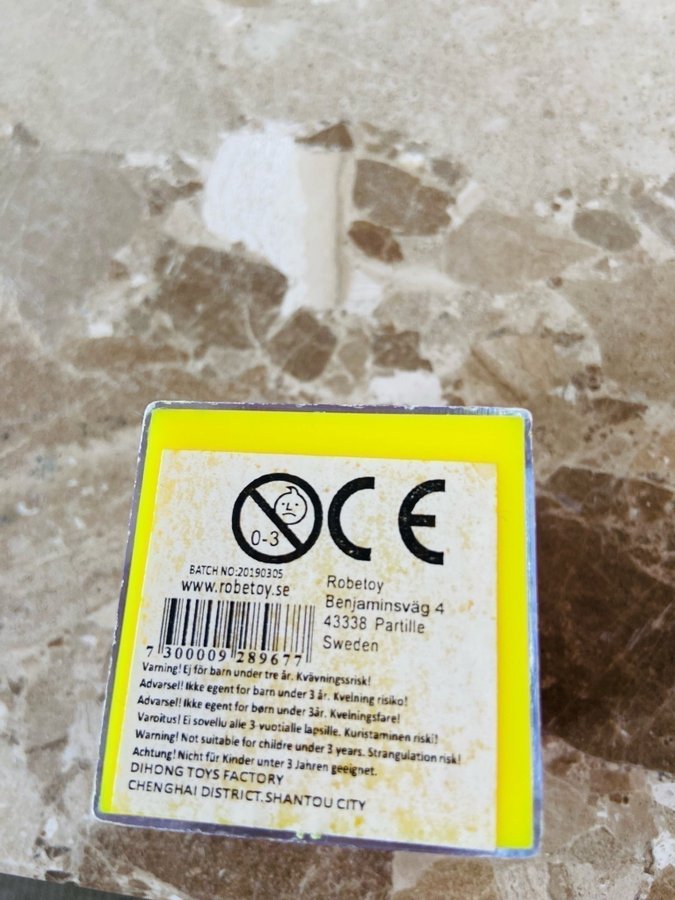 0-3 CE
BATCH NO:20190305
www.robetoy.se
7 300009 289677
Robetoy
Benjaminsväg 4
43338 Partille
Sweden
Varning! Ej för barn under tre år. Kvävningsrisk!
Advarsel! Ikke egent for barn under 3 år. Kvelning risiko!
Advarsel! Ikke egent for børn under 3år. Kveiningsfare!
Varoitus! Ei sovellu alle 3-vuotialle lapsille. Kuristaminen riski!
Warning! Not suitable for childre under 3 years. Strangulation risk!
Achtung! Nicht für Kinder unter 3 Jahren geeignet.
DIHONG TOYS FACTORY
CHENGHAI DISTRICT.SHANTOU CITY